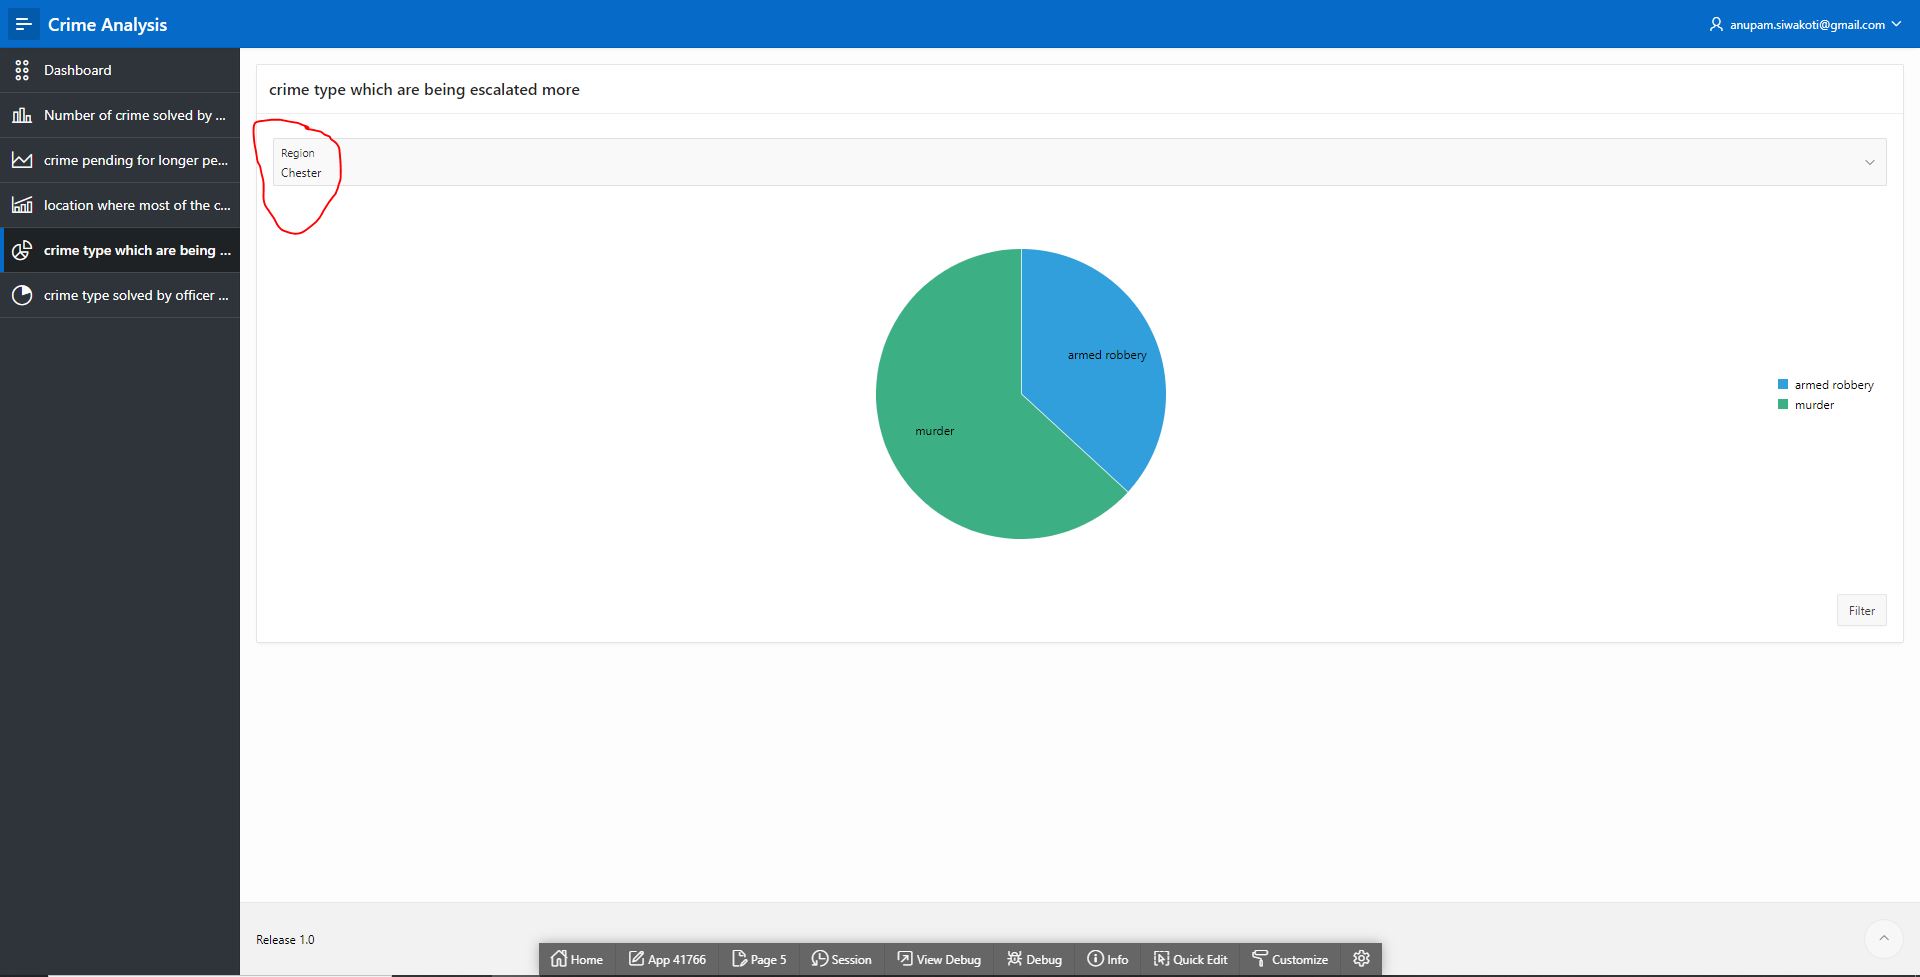 Crime Analysis
anupam.siwakoti@gmail.com
Dashboard
Number of crime solved by ...
crime pending for longer pe...
location where most of the c...
crime type which are being ...
crime type solved by officer ...
crime type which are being escalated more
Region
Chester
armed robbery
murder
armed robbery
murder
Filter
Release 1.0
Home
App 41766
Page 5
Session
View Debug
Debug
Info
Quick Edit
Customize